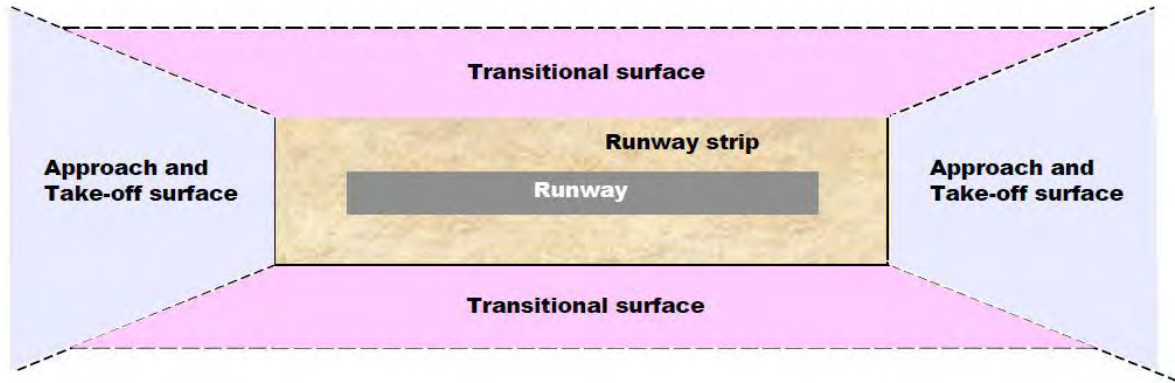 Transitional surface
Runway strip
Approach and
Take-off surface
Runway
Approach and
Take-off surface
Transitional surface